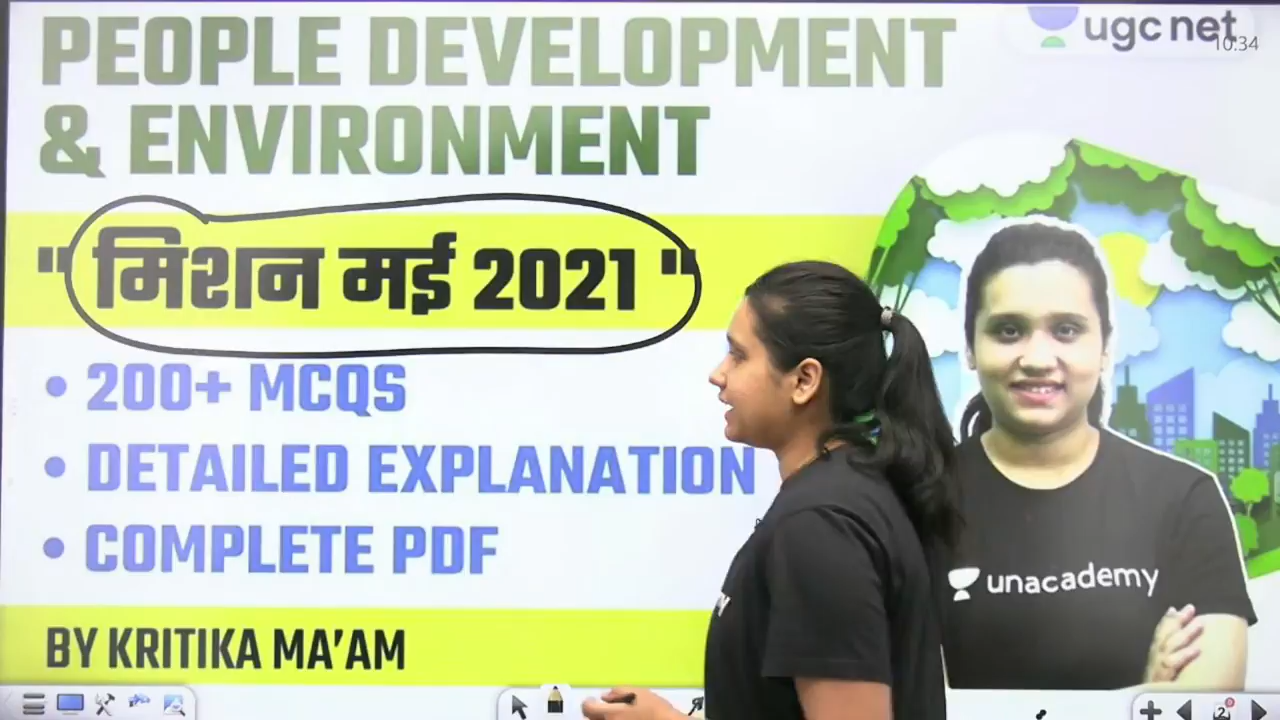 PEOPLE DEVELOPMENT
& ENVIRONMENT
ugc net
10:34
" मिशन मई 2021 "
• 200+ MCQS
• DETAILED EXPLANATION
• COMPLETE PDF
unacademy
BY KRITIKA MA'AM
2